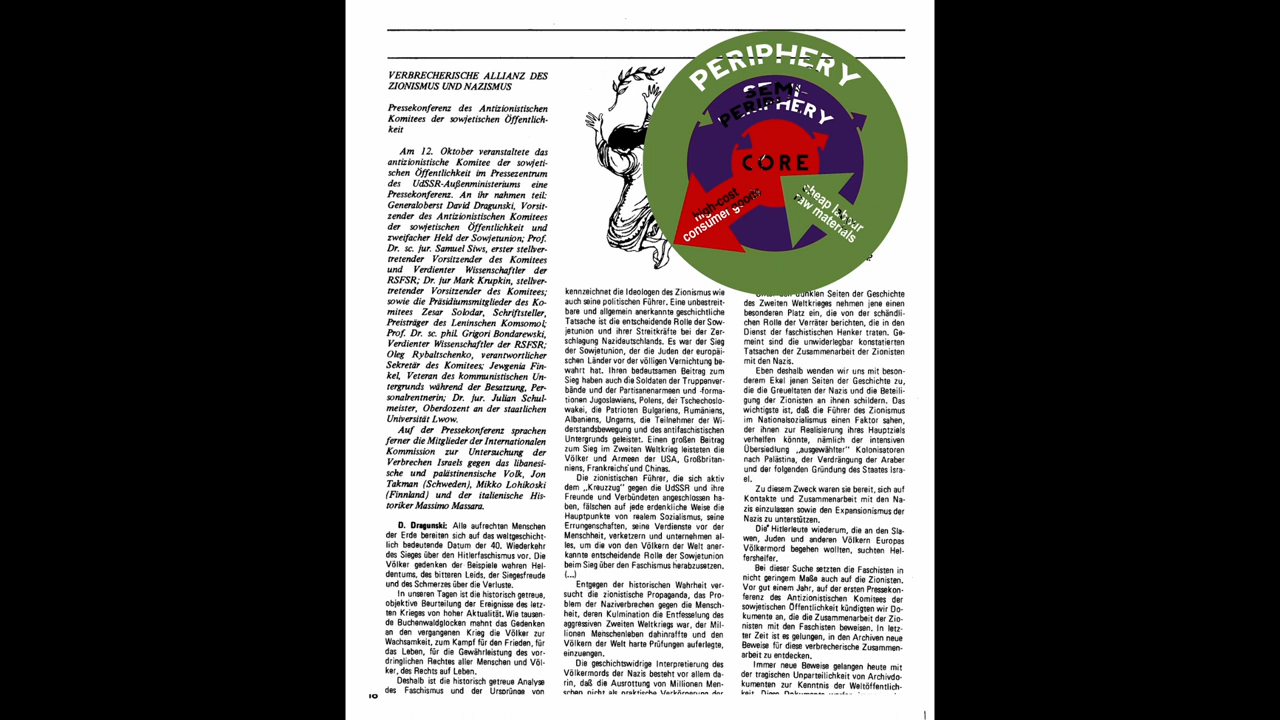 VERBRECHERISCHE ALLIANZ DES
ZIONISMUS UND NAZISMUS
Pressekonferenz des Antizionistischen
Komitees der sowjetischen Öffentlich-
keit
Am 12. Oktober veranstaltete das
antizionistische Komitee der sowjeti-
schen Öffentlichkeit im Pressezentrum
des UdSSR-Außenministeriums eine
Pressekonferenz. An ihr nahmen teil:
Generaloberst David Dragunski, Vorsit-
zender des Antizionistischen Komitees
der sowjetischen Öffentlichkeit und
zweifacher Held der Sowjetunion; Prof.
Dr. sc. jur. Samuel Siws, erster stellver-
tretender Vorsitzender des Komitees
und Verdienter Wissenschaftler der
RSFSR; Dr. jur Mark Krupkin, stellver-
tretender Vorsitzender des Komitees;
sowie die Präsidiumsmitglieder des Ko-
mitees Zesar Solodar, Schriftsteller,
Preisträger des Leninschen Komsomol;
Prof. Dr. sc. phil. Grigori Bondarewski,
Verdienter Wissenschaftler der RSFSR;
Oleg Rybaltschenko, verantwortlicher
Sekretär des Komitees; Jewgenia Fin-
kel, Veteran des kommunistischen Un-
tergrunds während der Besatzung, Per-
sonalrentnerin; Dr. jur. Julian Schul-
meister, Oberdozent an der staatlichen
Universität Lwow.
Auf der Pressekonferenz sprachen
ferner die Mitglieder der Internationalen
Kommission zur Untersuchung der
Verbrechen Israels gegen das libanesi-
sche und palästinensische Volk, Jon
Takman (Schweden), Mikko Lohikoski
(Finnland) und der italienische His-
toriker Massimo Massara.
D. Dragunski: Alle aufrechten Menschen
der Erde bereiten sich auf das weltgeschicht-
lich bedeutende Datum der 40. Wiederkehr
des Sieges über den Hitlerfaschismus vor. Die
Völker gedenken der Beispiele wahren Hel-
dentums, des bitteren Leids, der Siegesfreude
und des Schmerzes über die Verluste.
In unseren Tagen ist die historisch getreue,
objektive Beurteilung der Ereignisse des letz-
ten Krieges von hoher Aktualität. Wie tausen-
de Buchenwaldglocken mahnt das Gedenken
an den vergangenen Krieg die Völker zur
Wachsamkeit, zum Kampf für den Frieden, für
das Leben, für die Gewährleistung des vor-
dringlichen Rechtes aller Menschen und Völ-
ker, des Rechts auf Leben.
Deshalb ist die historisch getreue Analyse
des Faschismus und der Ursprünge von
kennzeichnet die Ideologen des Zionismus wie
auch seine politischen Führer. Eine unbestreit-
bare und allgemein anerkannte geschichtliche
Tatsache ist die entscheidende Rolle der Sow-
jetunion und ihrer Streitkräfte bei der Zer-
schlagung Nazideutschlands. Es war der Sieg
der Sowjetunion, der die Juden der europäi-
schen Länder vor der völligen Vernichtung be-
wahrt hat. Ihren bedeutsamen Beitrag zum
Sieg haben auch die Soldaten der Truppenver-
bände und der Partisanenarmeen und -forma-
tionen Jugoslawiens, Polens, der Tschechoslo-
wakei, die Patrioten Bulgariens, Rumäniens,
Albaniens, Ungarns, die Teilnehmer der Wi-
derstandsbewegung und des antifaschistischen
Untergrunds geleistet. Einen großen Beitrag
zum Sieg im Zweiten Weltkrieg leisteten die
Völker und Armeen der USA, Großbritan-
niens, Frankreichs und Chinas.
Die zionistischen Führer, die sich aktiv
dem „Kreuzzug" gegen die UdSSR und ihre
Freunde und Verbündeten angeschlossen ha-
ben, fälschen auf jede erdenkliche Weise die
Hauptpunkte von realem Sozialismus, seine
Errungenschaften, seine Verdienste vor der
Menschheit, verketzern und unternehmen al-
les, um die von den Völkern der Welt aner-
kannte entscheidende Rolle der Sowjetunion
beim Sieg über den Faschismus herabzusetzen.
(...)
Entgegen der historischen Wahrheit ver-
sucht die zionistische Propaganda, das Pro-
blem der Naziverbrechen gegen die Mensch-
heit, deren Kulmination die Entfesselung des
aggressiven Zweiten Weltkriegs war, der Mil-
lionen Menschenleben dahinraffte und den
Völkern der Welt harte Prüfungen auferlegte,
einzuengen.
Die geschichtswidrige Interpretierung des
Völkermords der Nazis besteht vor allem da-
rin, daß die Ausrottung von Millionen Men-
schen nicht als praktische Verkörperung der
PERIPHERY
SEMI-
PERIPHERY
CORE
high-cost
consumer goods
cheap labour
raw materials
dunklen Seiten der Geschichte
des Zweiten Weltkrieges nehmen jene einen
besonderen Platz ein, die von der schändli-
chen Rolle der Verräter berichten, die in den
Dienst der faschistischen Henker traten. Ge-
meint sind die unwiderlegbar konstatierten
Tatsachen der Zusammenarbeit der Zionisten
mit den Nazis.
Eben deshalb wenden wir uns mit beson-
derem Ekel jenen Seiten der Geschichte zu,
die die Greueltaten der Nazis und die Beteili-
gung der Zionisten an ihnen schildern. Das
wichtigste ist, daß die Führer des Zionismus
im Nationalsozialismus einen Faktor sahen,
der ihnen zur Realisierung ihres Hauptziels
verhelfen könnte, nämlich der intensiven
Übersiedlung „ausgewählter" Kolonisatoren
nach Palästina, der Verdrängung der Araber
und der folgenden Gründung des Staates Isra-
el.
Zu diesem Zweck waren sie bereit, sich auf
Kontakte und Zusammenarbeit mit den Na-
zis einzulassen sowie den Expansionismus der
Nazis zu unterstützen.
Die Hitlerleute wiederum, die an den Sla-
wen, Juden und anderen Völkern Europas
Völkermord begehen wollten, suchten Hel-
fershelfer.
Bei dieser Suche setzten die Faschisten in
nicht geringem Maße auch auf die Zionisten.
Vor gut einem Jahr, auf der ersten Pressekon-
ferenz des Antizionistischen Komitees der
sowjetischen Öffentlichkeit kündigten wir Do-
kumente an, die die Zusammenarbeit der Zio-
nisten mit den Faschisten beweisen. In letz-
ter Zeit ist es gelungen, in den Archiven neue
Beweise für diese verbrecherische Zusammen-
arbeit zu entdecken.
Immer neue Beweise gelangen heute mit
der tragischen Unparteilichkeit von Archivdo-
kumenten zur Kenntnis der Weltöffentlich-
keit. Diese Dokumente
10